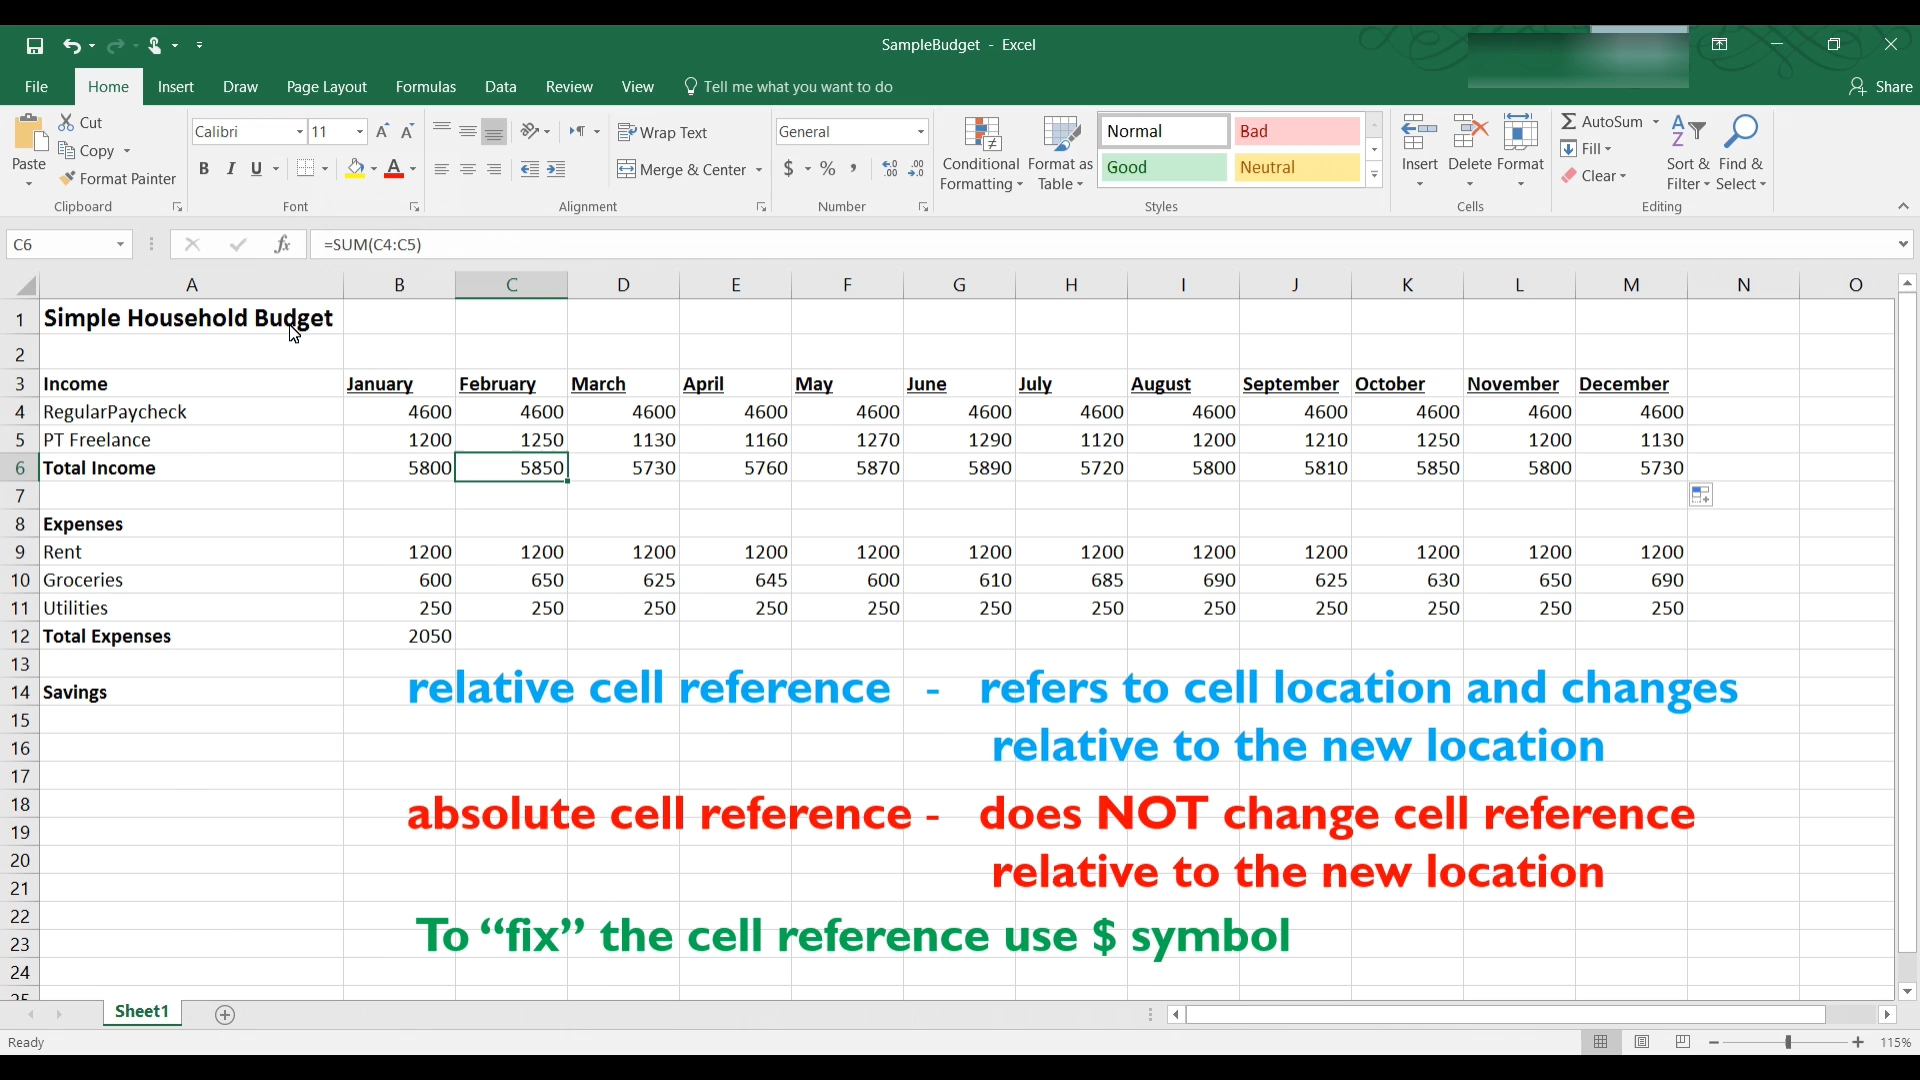 SampleBudget - Excel
File Home Insert Draw Page Layout Formulas Data Review View Tell me what you want to do Share
Paste Cut Copy Format Painter
Clipboard
Calibri 11
B I U A
Font
Wrap Text
Merge & Center
Alignment
General
$ % ,
Number
Conditional Formatting Format as Table
Normal Bad
Good Neutral
Styles
Insert Delete Format
Cells
AutoSum
Fill
Clear
Sort & Filter Find & Select
Editing
C6 fx =SUM(C4:C5)
A B C D E F G H I J K L M N O
1 Simple Household Budget
2
3 Income January February March April May June July August September October November December
4 RegularPaycheck 4600 4600 4600 4600 4600 4600 4600 4600 4600 4600 4600 4600
5 PT Freelance 1200 1250 1130 1160 1270 1290 1120 1200 1210 1250 1200 1130
6 Total Income 5800 5850 5730 5760 5870 5890 5720 5800 5810 5850 5800 5730
7
8 Expenses
9 Rent 1200 1200 1200 1200 1200 1200 1200 1200 1200 1200 1200 1200
10 Groceries 600 650 625 645 600 610 685 690 625 630 650 690
11 Utilities 250 250 250 250 250 250 250 250 250 250 250 250
12 Total Expenses 2050
13
14 Savings
relative cell reference - refers to cell location and changes
15
16
relative to the new location
17
18
absolute cell reference - does NOT change cell reference
19
20
relative to the new location
21
22
To “fix” the cell reference use $ symbol
23
24
25
Sheet1
Ready 115%